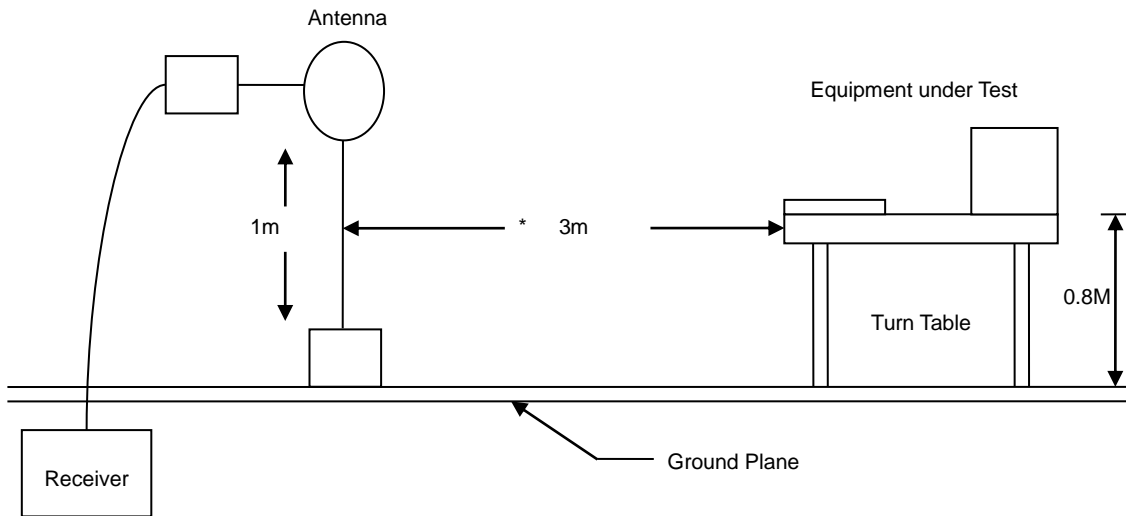 Antenna
Equipment under Test
1m
* 3m
0.8M
Turn Table
Ground Plane
Receiver